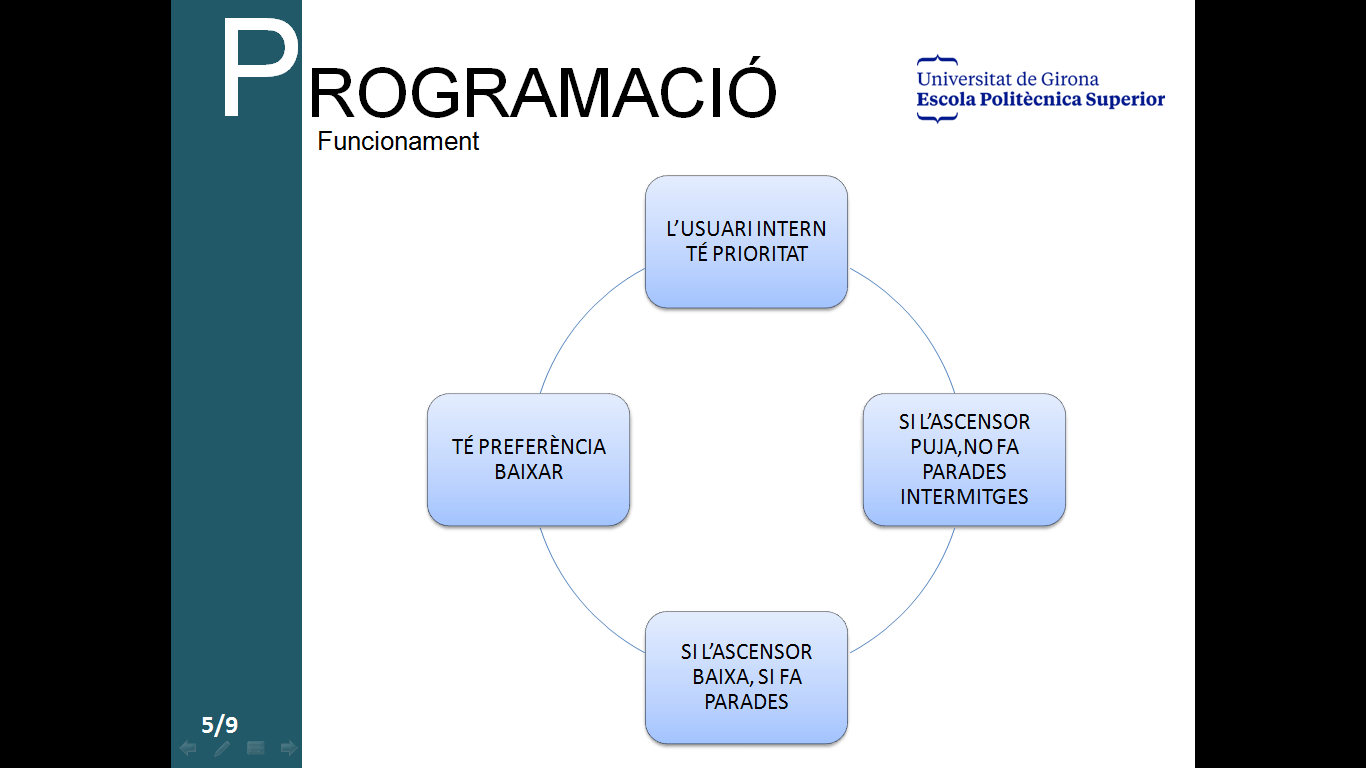 PROGRAMACIÓ
Funcionament
Universitat de Girona
Escola Politècnica Superior
L’USUARI INTERN
TÉ PRIORITAT
TÉ PREFERÈNCIA
BAIXAR
SI L’ASCENSOR
PUJA,NO FA
PARADES
INTERMITGES
SI L’ASCENSOR
BAIXA, SI FA
PARADES
5/9